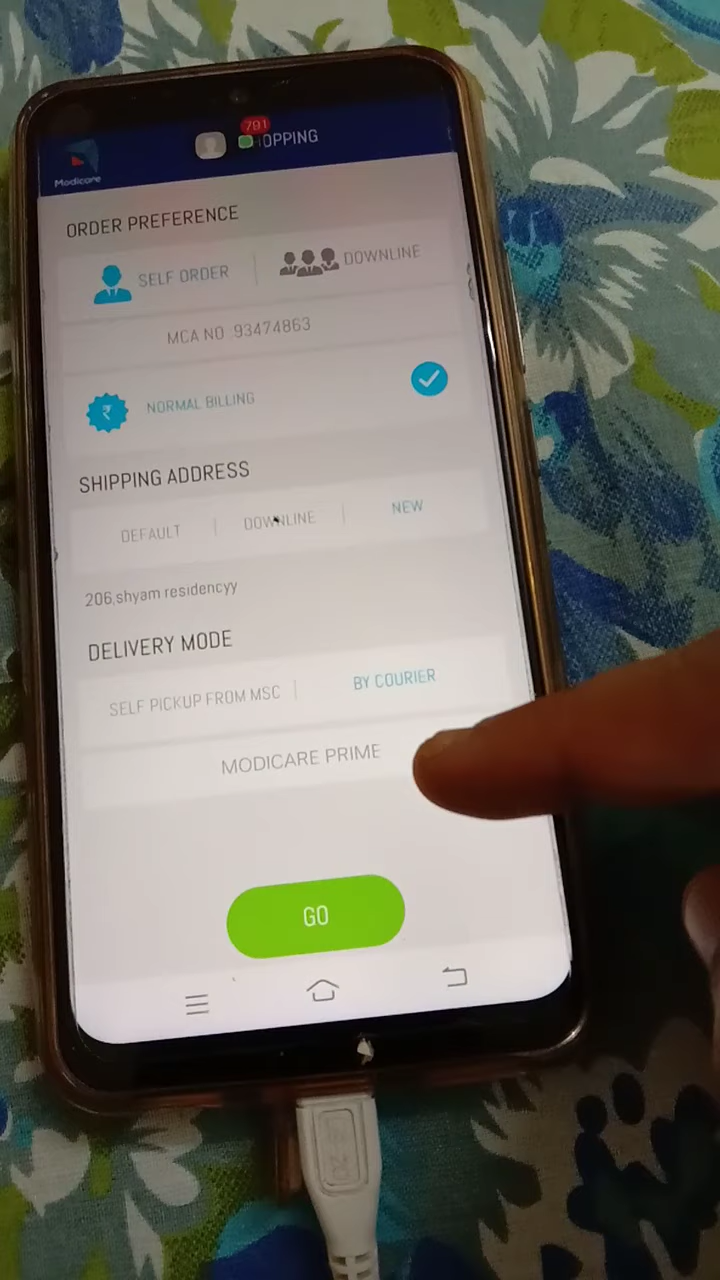 791
OPPING
Modicare
ORDER PREFERENCE
SELF ORDER
DOWNLINE
MCA NO 93474863
₹
NORMAL BILLING
SHIPPING ADDRESS
DEFAULT
DOWNLINE
NEW
206,shyam residencyy
DELIVERY MODE
SELF PICKUP FROM MSC
BY COURIER
MODICARE PRIME
GO